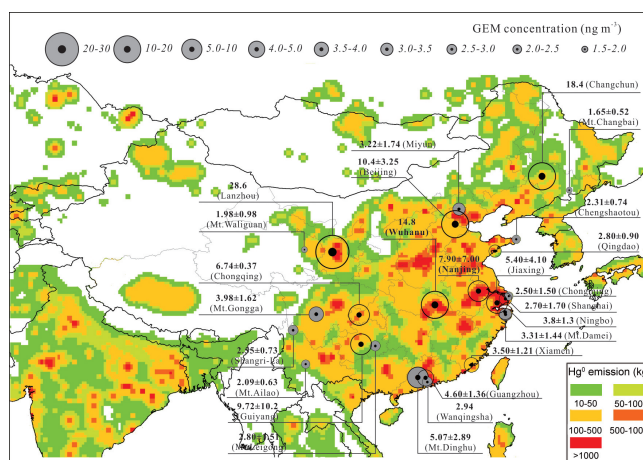 GEM concentration (ng m⁻³)
20-30
10-20
5.0-10
4.0-5.0
3.5-4.0
3.0-3.5
2.5-3.0
2.0-2.5
1.5-2.0
18.4 (Changchun)
1.65±0.52
(Mt.Changbai)
3.22±1.74 (Miyun)
10.4±3.25
(Beijing)
28.6
(Lanzhou)
14.8
(Wuhanu)
2.31±0.74
(Chengshaotou)
1.98±0.98
(Mt.Waliguan)
2.80±0.90
(Qingdao)
6.74±0.37
(Chongqing)
7.90±7.00
(Nanjing)
5.40±4.10
(Jiaxing)
3.98±1.62
(Mt.Gongga)
2.50±1.50
2.70±1.70 (Shanghai)
3.8±1.3 (Ningbo)
3.31±1.44 (Mt.Damei)
3.50±1.21 (Xiamen)
2.55±0.73
(Shangri-La)
2.09±0.63
(Mt.Ailao)
9.72±10.2
(Guiyang)
2.80±1.51
4.60±1.36(Guangzhou)
2.94
(Wanqingsha)
5.07±2.89
(Mt.Dinghu)
Hg⁰ emission (kg
10-50
50-100
100-500
500-100
>1000